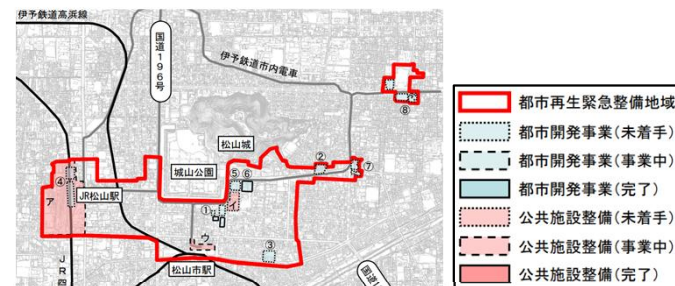 伊予鉄道高浜線
国道196号
伊予鉄道市内電車
⑧
松山城
城山公園
②
⑦
④
JR松山駅
⑤ ⑥
ア
イ
①
ウ
③
松山市駅
JR
国道
都市再生緊急整備地域
都市開発事業(未着手)
都市開発事業(事業中)
都市開発事業(完了)
公共施設整備(未着手)
公共施設整備(事業中)
公共施設整備(完了)